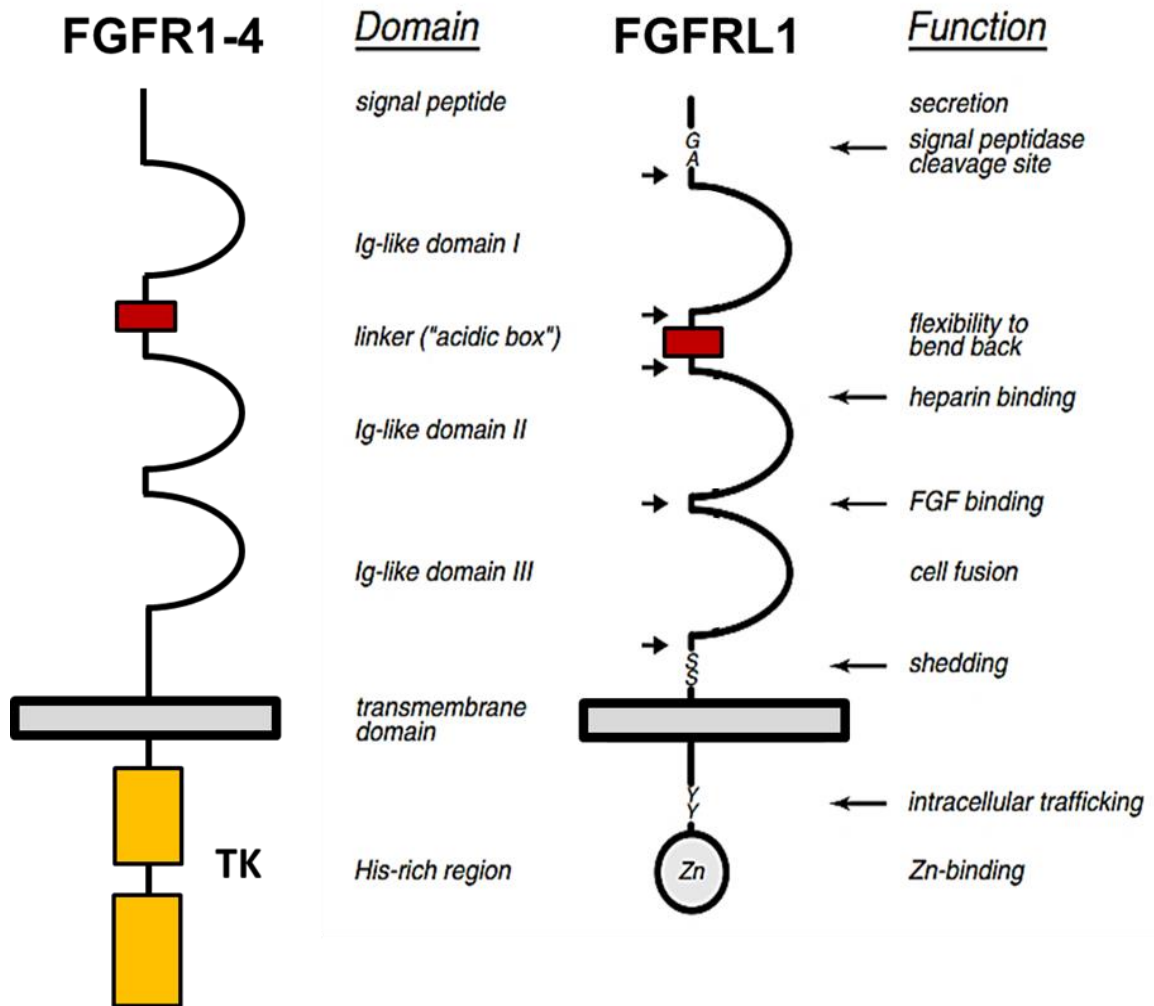 FGFR1-4
Domain
FGFRL1
Function
signal peptide
secretion
G
A
signal peptidase
cleavage site
Ig-like domain I
linker ("acidic box")
flexibility to
bend back
heparin binding
Ig-like domain II
FGF binding
Ig-like domain III
cell fusion
S
S
shedding
transmembrane
domain
Y
Y
intracellular trafficking
TK
His-rich region
Zn
Zn-binding